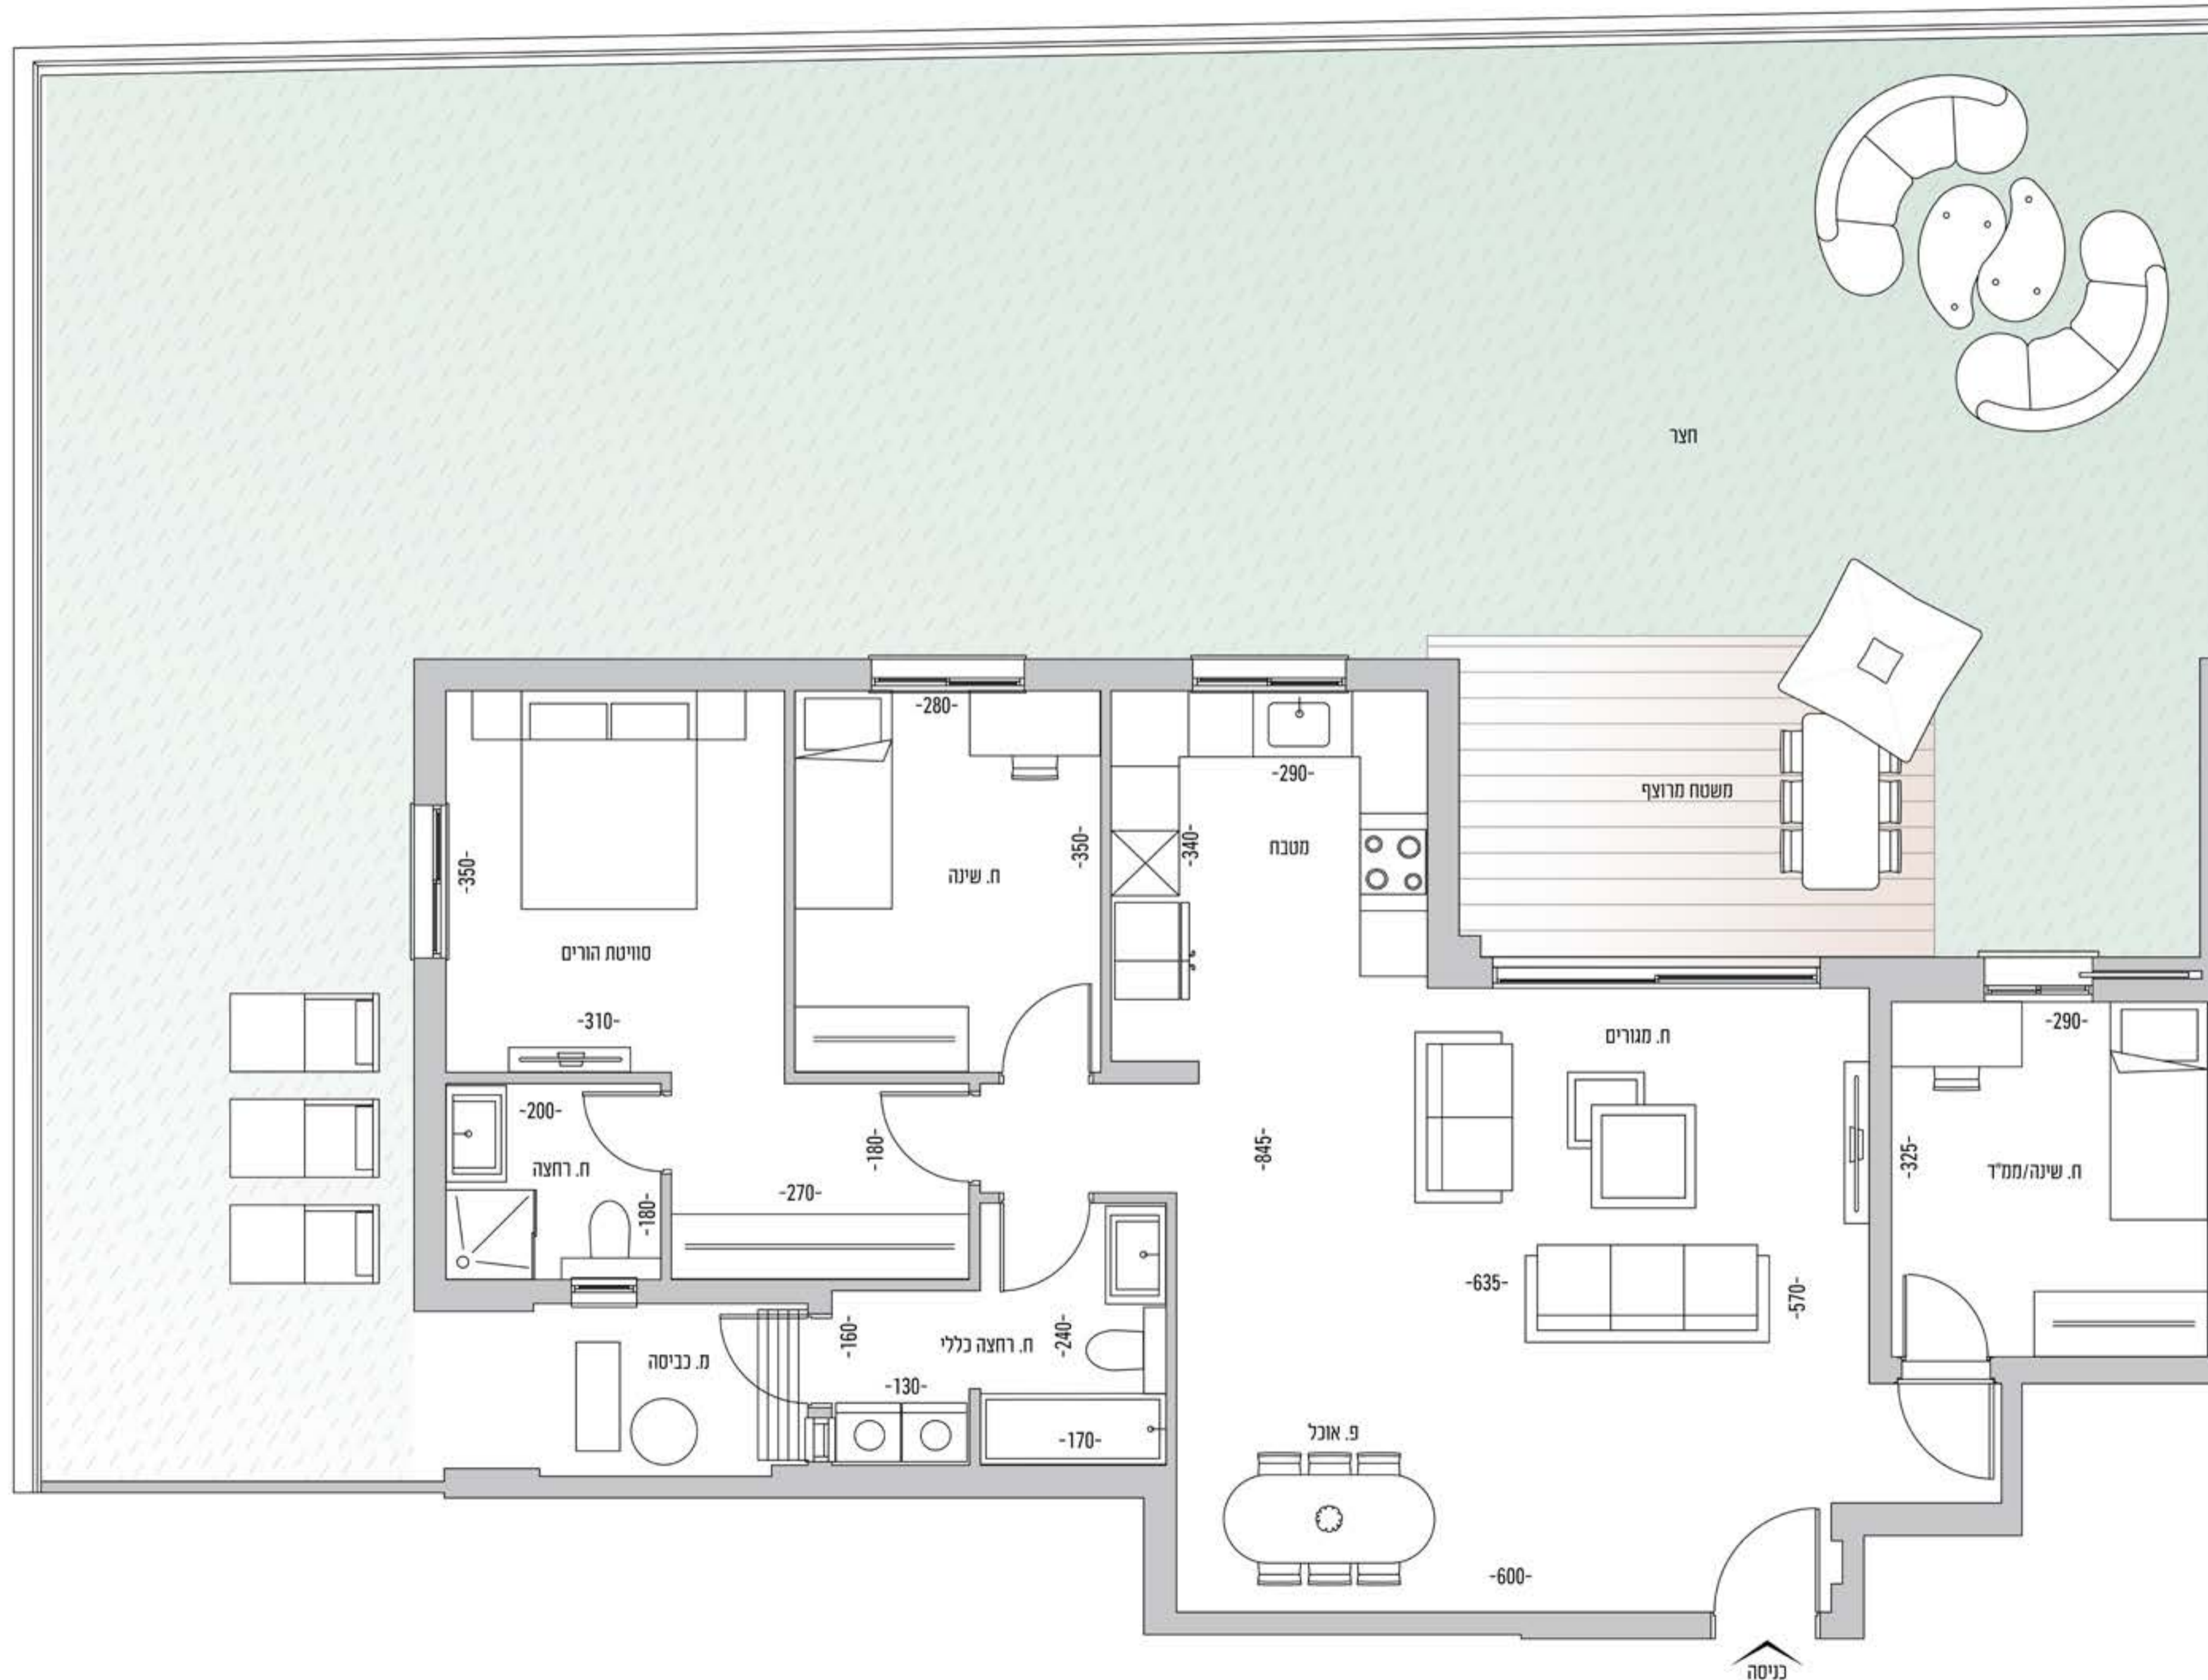 חצר
-280-
-290-
משטח מרוצף
-350-
-350-
-340-
מטבח
ח. שינה
סוויטת הורים
-310-
ח. מגורים
-290-
-200-
-180-
-845-
-325-
ח. שינה/ממ"ד
ח. רחצה
-270-
-180-
-635-
-570-
-160-
ח. רחצה כללי
-240-
מ. כביסה
-130-
-170-
פ. אוכל
-600-
כניסה